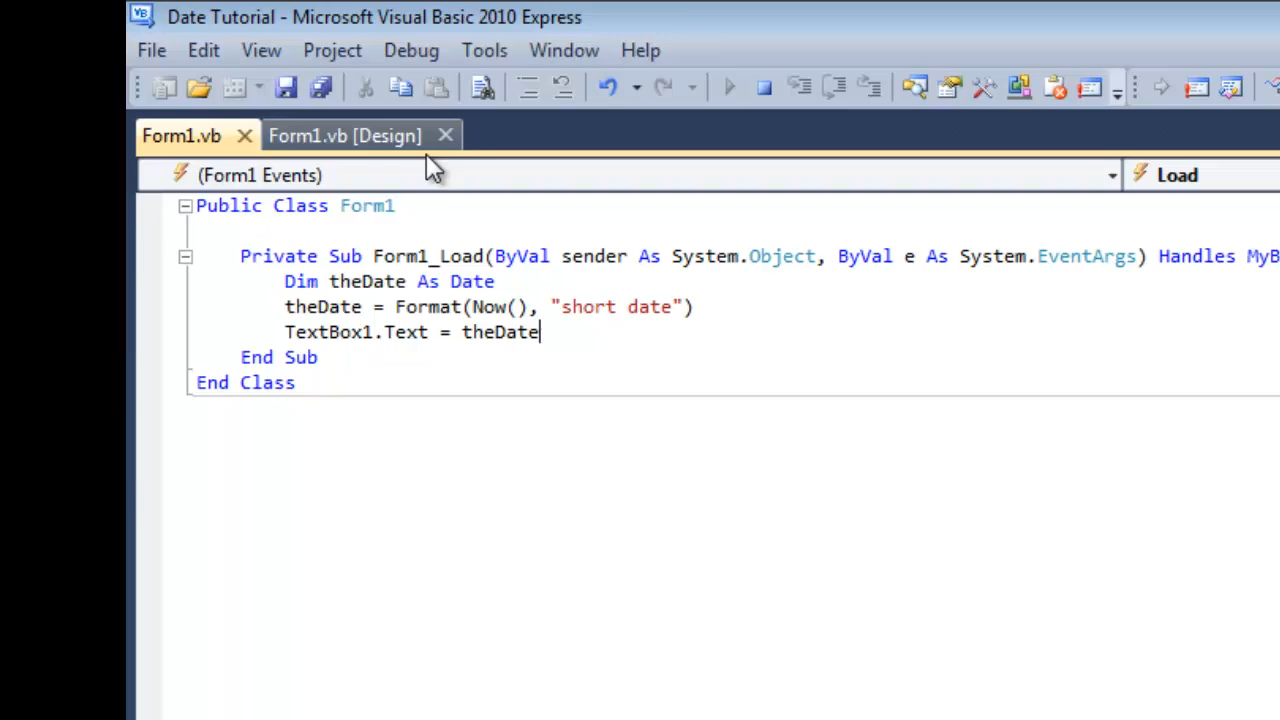 Date Tutorial - Microsoft Visual Basic 2010 Express
File Edit View Project Debug Tools Window Help
Form1.vb Form1.vb [Design]
(Form1 Events) Load
Public Class Form1
Private Sub Form1_Load(ByVal sender As System.Object, ByVal e As System.EventArgs) Handles MyB
Dim theDate As Date
theDate = Format(Now(), "short date")
TextBox1.Text = theDate
End Sub
End Class